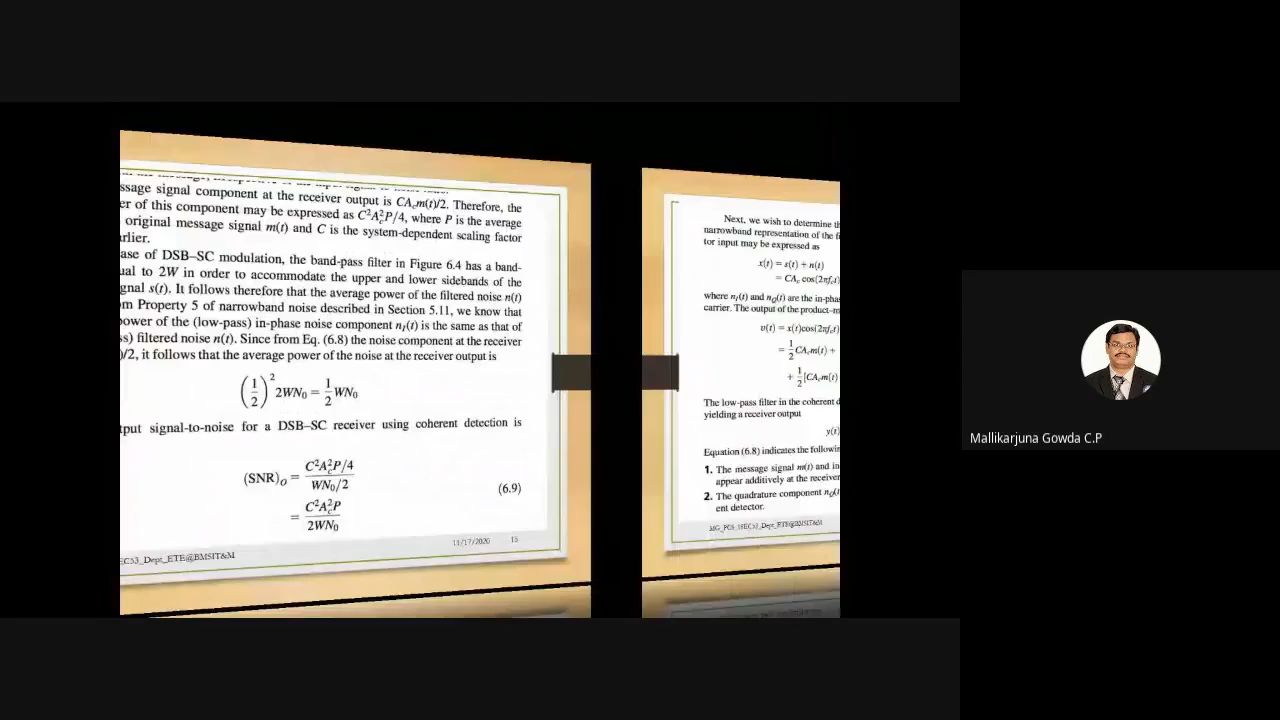 ssage signal component at the receiver output is CA_c m(t)/2. Therefore, the
er of this component may be expressed as C²A_c²P/4, where P is the average
original message signal m(t) and C is the system-dependent scaling factor
rlier.
ase of DSB–SC modulation, the band-pass filter in Figure 6.4 has a band-
ual to 2W in order to accommodate the upper and lower sidebands of the
gnal s(t). It follows therefore that the average power of the filtered noise n(t)
m Property 5 of narrowband noise described in Section 5.11, we know that
power of the (low-pass) in-phase noise component n_I(t) is the same as that of
ss) filtered noise n(t). Since from Eq. (6.8) the noise component at the receiver
)/2, it follows that the average power of the noise at the receiver output is
(1/2)² 2WN₀ = 1/2 WN₀
tput signal-to-noise for a DSB–SC receiver using coherent detection is
(SNR)_O = C²A_c²P/4 / WN₀/2
= C²A_c²P / 2WN₀
(6.9)
EC53_Dept_ETE@BMSIT&M 11/17/2020 15
Next, we wish to determine th
narrowband representation of the fi
tor input may be expressed as
x(t) = s(t) + n(t)
= CA_c cos(2πf_c t)
where n_I(t) and n_Q(t) are the in-phas
carrier. The output of the product-m
v(t) = x(t)cos(2πf_c t)
= 1/2 CA_c m(t) +
+ 1/2 [CA_c m(t)
The low-pass filter in the coherent d
yielding a receiver output
y(t)
Equation (6.8) indicates the followin
1. The message signal m(t) and in
appear additively at the receiver
2. The quadrature component n_Q(t
ent detector.
MG_PCS_18EC53_Dept_ETE@BMSIT&M
Mallikarjuna Gowda C.P